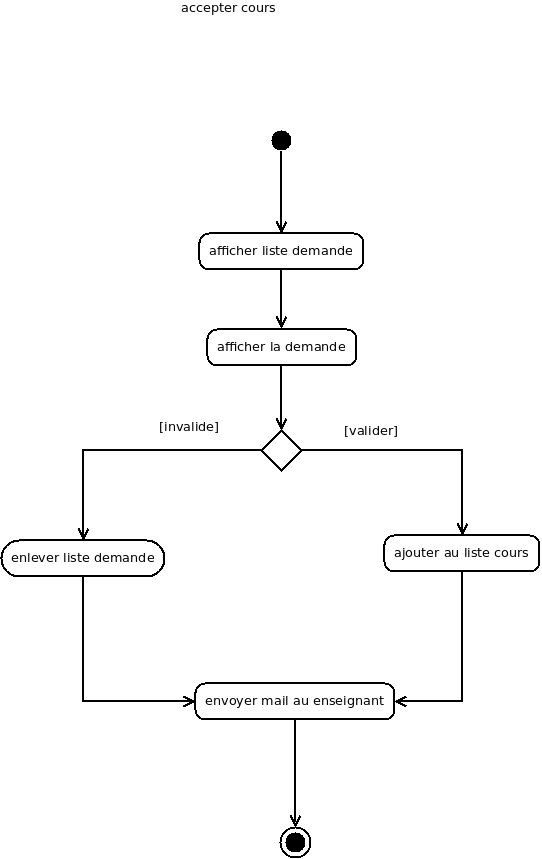 accepter cours
afficher liste demande
afficher la demande
[invalide]
[valider]
enlever liste demande
ajouter au liste cours
envoyer mail au enseignant